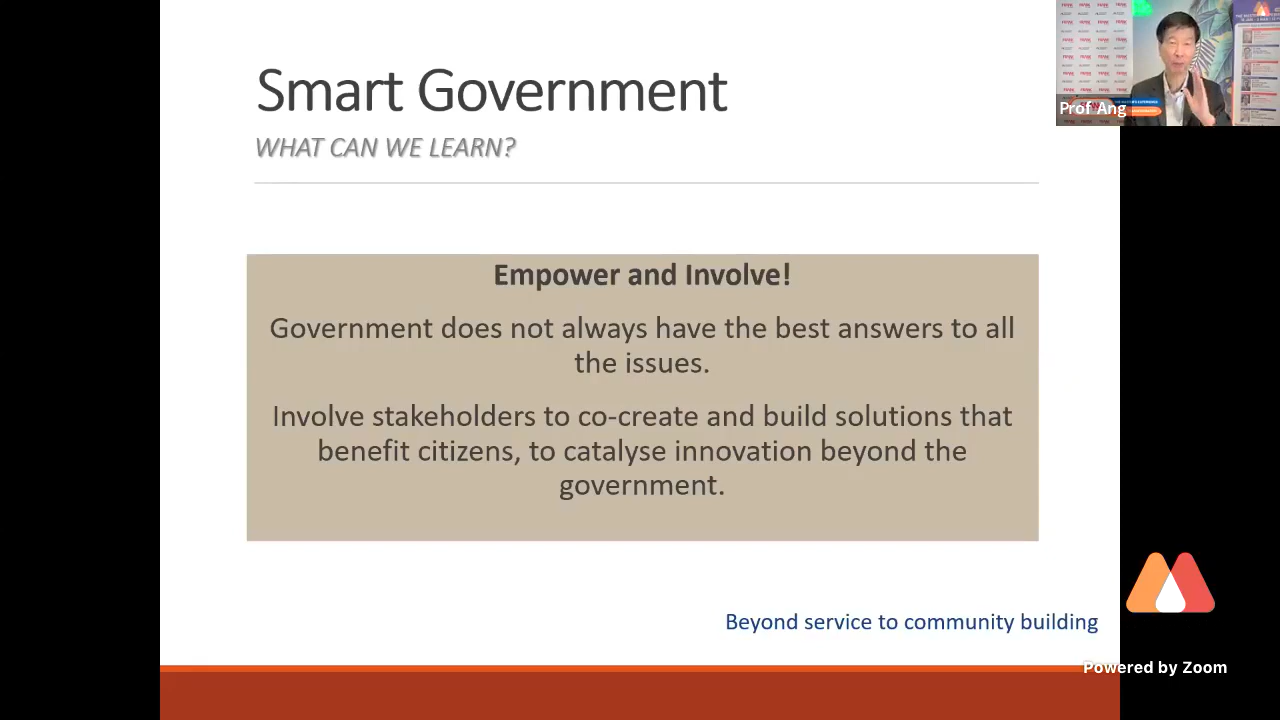 Smart Government
WHAT CAN WE LEARN?
Prof Ang
Empower and Involve!
Government does not always have the best answers to all
the issues.
Involve stakeholders to co-create and build solutions that
benefit citizens, to catalyse innovation beyond the
government.
Beyond service to community building
Powered by Zoom